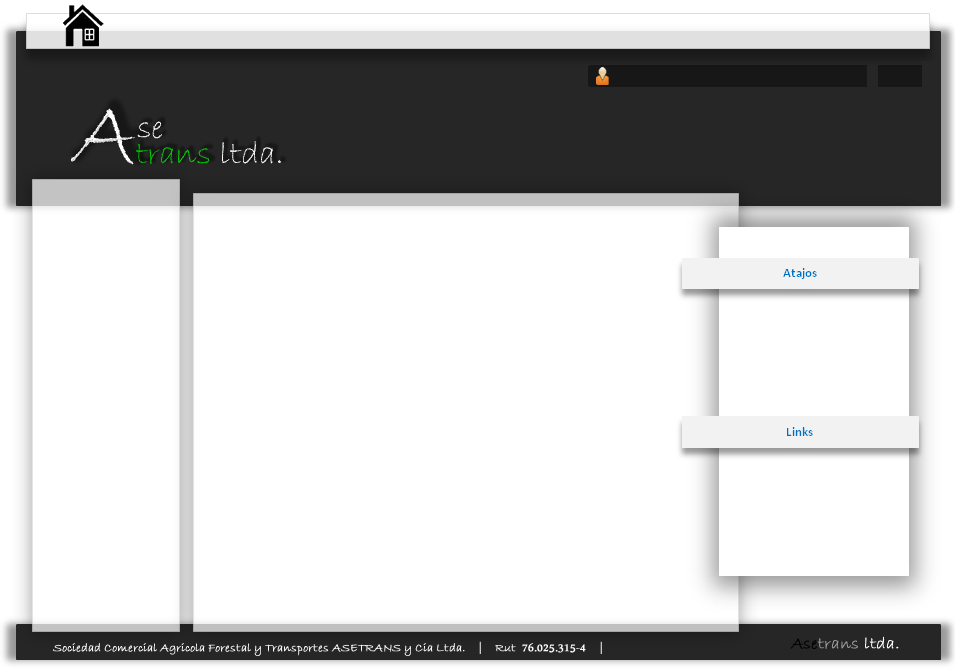 Ase
trans ltda.
Atajos
Links
Sociedad Comercial Agrícola Forestal y Transportes ASETRANS y Cía Ltda. | Rut 76.025.315-4 |
Asetrans ltda.